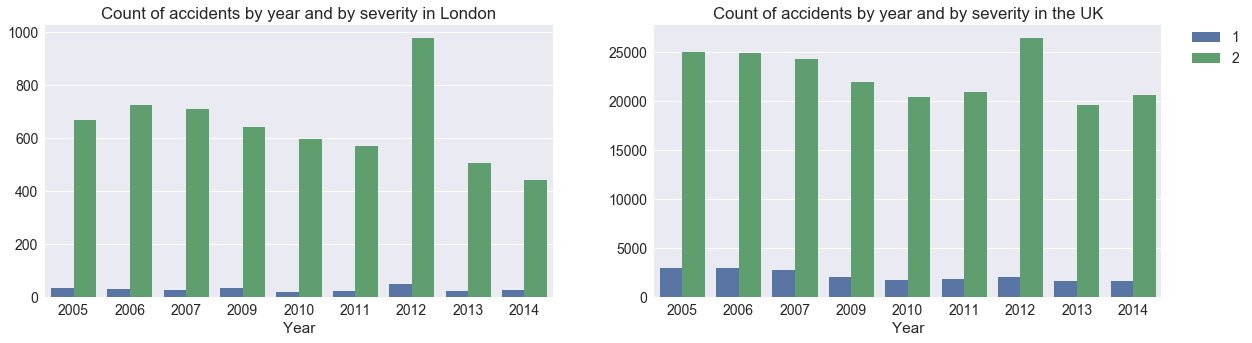 Count of accidents by year and by severity in London
1000
800
600
400
200
0
2005 2006 2007 2009 2010 2011 2012 2013 2014
Year
Count of accidents by year and by severity in the UK
25000
20000
15000
10000
5000
0
2005 2006 2007 2009 2010 2011 2012 2013 2014
Year
1
2